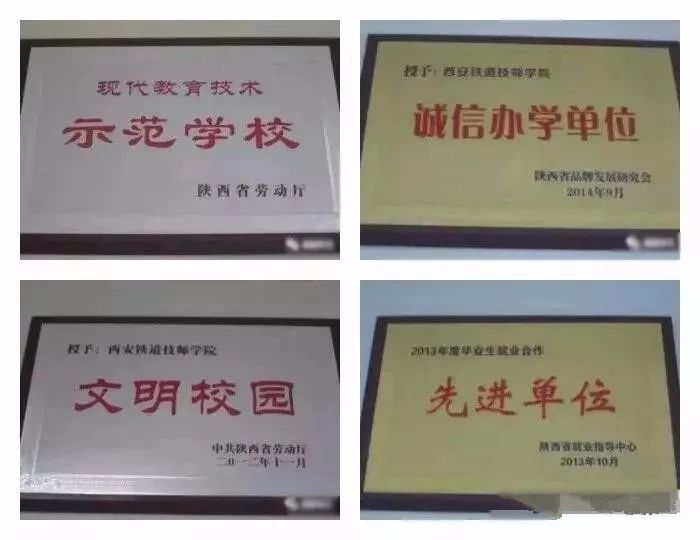 现代教育技术
示范学校
陕西省劳动厅
授予：西安铁道技师学院
诚信办学单位
陕西省品牌发展研究会
2014年9月
授予：西安铁道技师学院
文明校园
中共陕西省劳动厅
二〇一二年十一月
2013年度毕业生就业合作
先进单位
陕西省就业指导中心
2013年10月